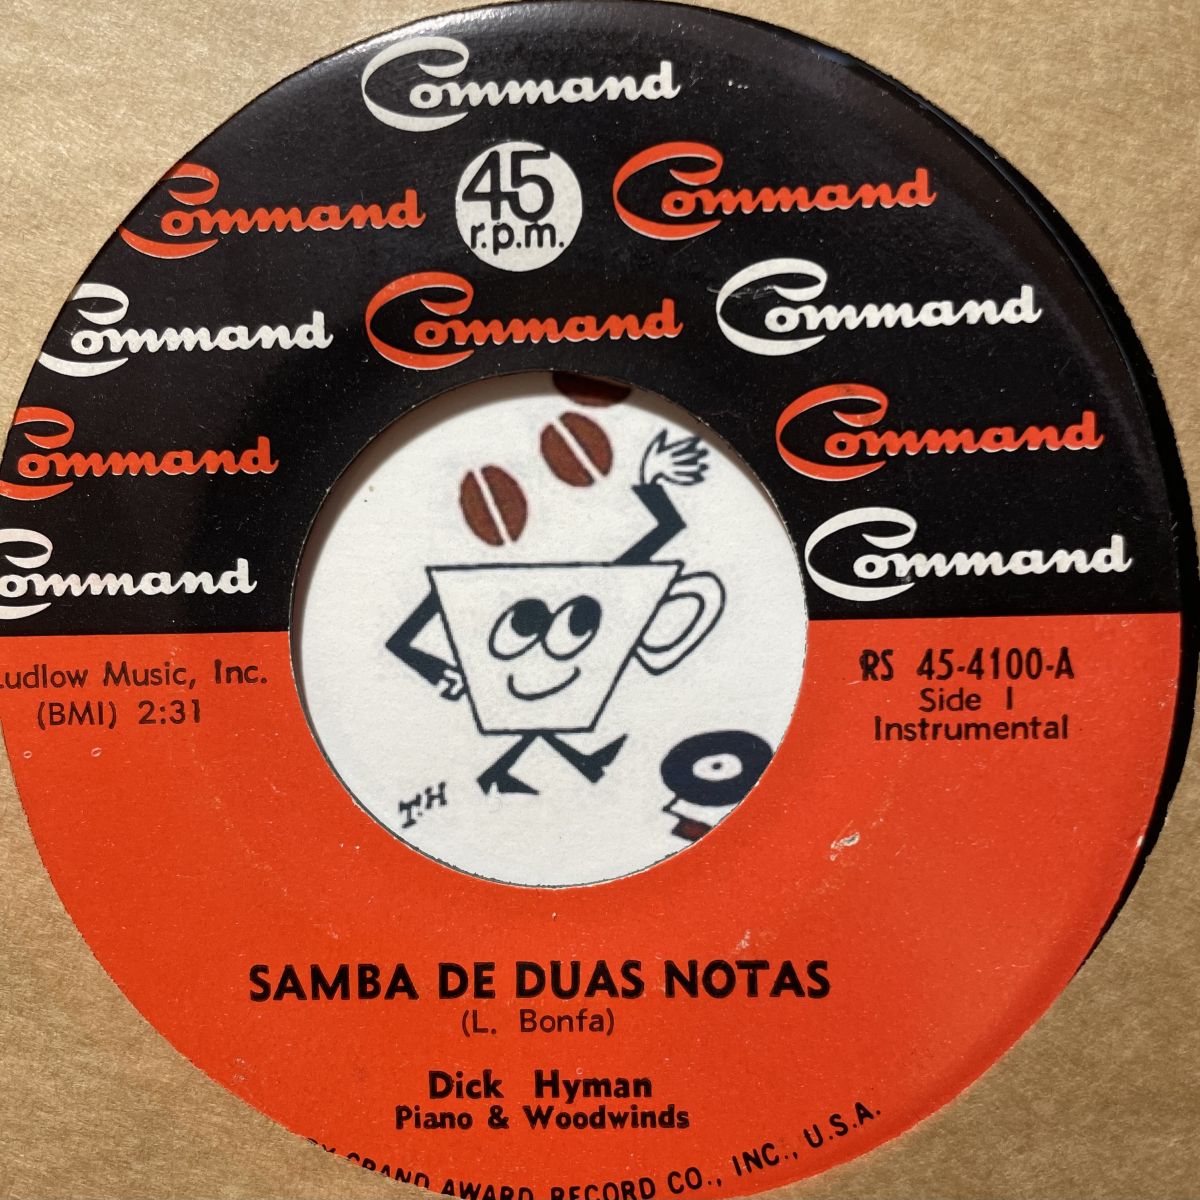 Command
Command
45
r.p.m.
Command
Command
Command
Command
Command
Command
Command
Command
Ludlow Music, Inc.
(BMI) 2:31
RS 45-4100-A
Side 1
Instrumental
T.H
SAMBA DE DUAS NOTAS
(L. Bonfa)
Dick Hyman
Piano & Woodwinds
GRAND AWARD RECORD CO., INC., U.S.A.